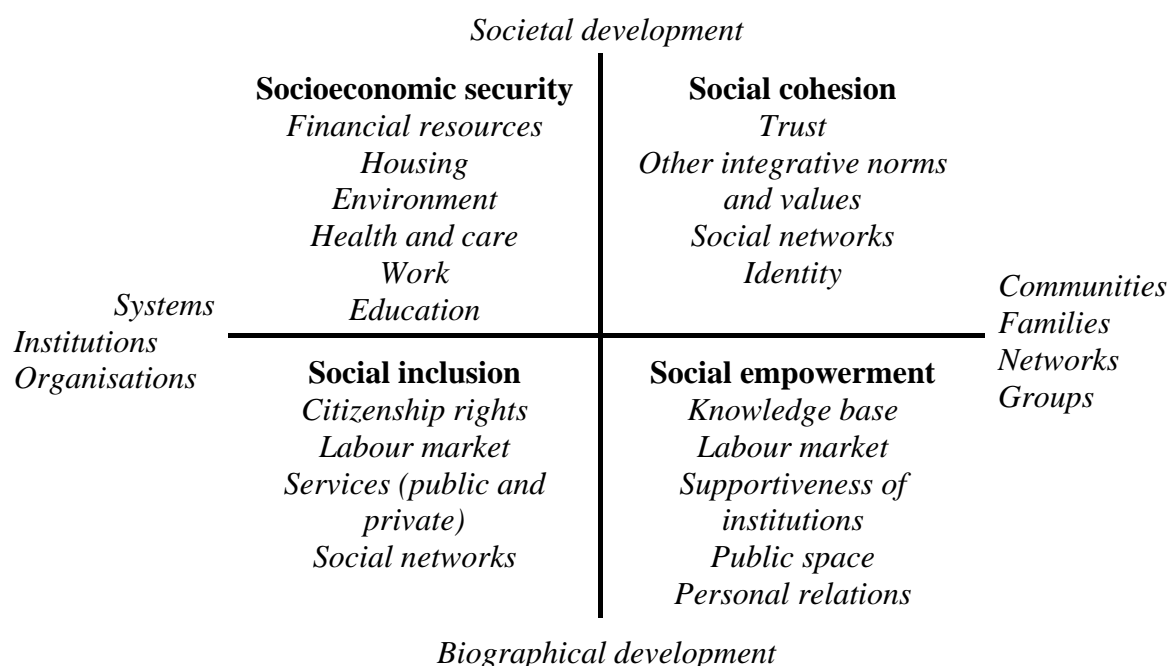 Societal development
Socioeconomic security
Financial resources
Housing
Environment
Health and care
Work
Education
Social cohesion
Trust
Other integrative norms
and values
Social networks
Identity
Systems
Institutions
Organisations
Communities
Families
Networks
Groups
Social inclusion
Citizenship rights
Labour market
Services (public and
private)
Social networks
Social empowerment
Knowledge base
Labour market
Supportiveness of
institutions
Public space
Personal relations
Biographical development